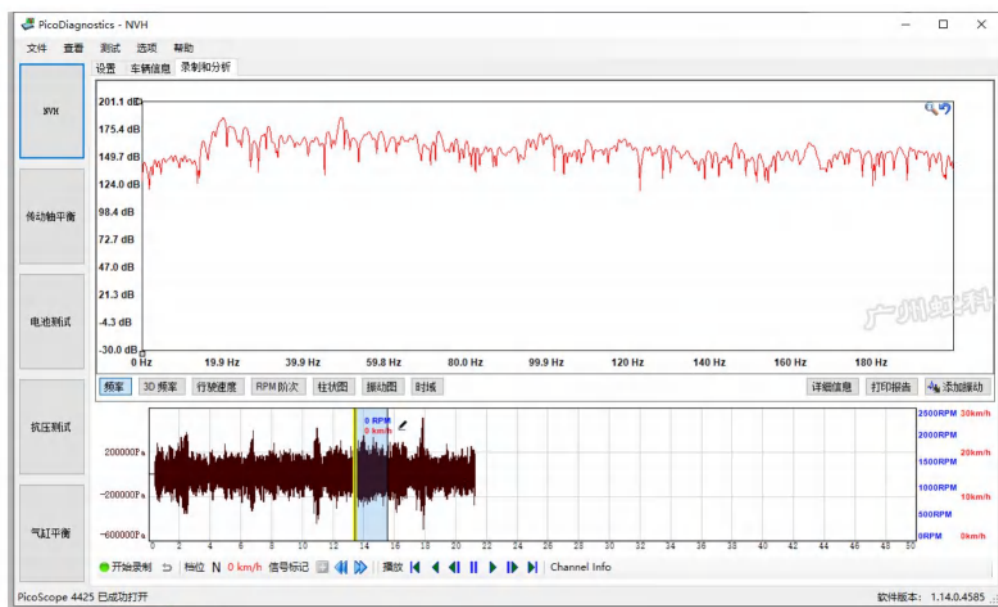 PicoDiagnostics - NVH
文件 查看 测试 选项 帮助
设置 车辆信息 录制和分析
NVH
传动轴平衡
电池测试
抗压测试
气缸平衡
201.1 dB
175.4 dB
149.7 dB
124.0 dB
98.4 dB
72.7 dB
47.0 dB
21.3 dB
-4.3 dB
-30.0 dB
0 Hz 19.9 Hz 39.9 Hz 59.8 Hz 80.0 Hz 99.9 Hz 120 Hz 140 Hz 160 Hz 180 Hz
广州虹科
频率 3D 频率 行驶速度 RPM 阶次 柱状图 振动图 时域 详细信息 打印报告 添加振动
200000Pa
-200000Pa
-600000Pa
0 RPM
0 km/h
2500RPM 30km/h
2000RPM
1500RPM 20km/h
1000RPM 10km/h
500RPM
0RPM 0km/h
0 2 4 6 8 10 12 14 16 18 20 22 24 26 28 30 32 34 36 38 40 42 44 46 48 50
开始录制 档位 N 0 km/h 信号标记 播放 Channel Info
PicoScope 4425 已成功打开 软件版本: 1.14.0.4585